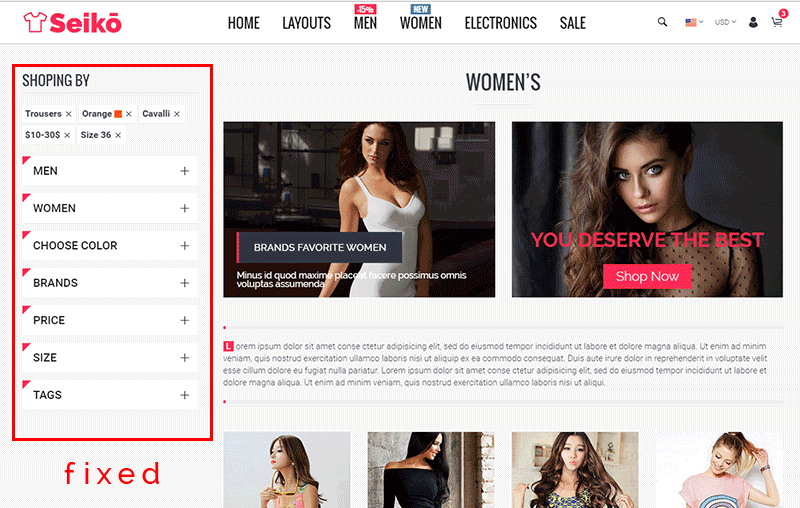 -15% NEW
Seikō HOME LAYOUTS MEN WOMEN ELECTRONICS SALE USD 3
SHOPING BY
Trousers × Orange × Cavalli ×
$10-30$ × Size 36 ×
MEN +
WOMEN +
CHOOSE COLOR +
BRANDS +
PRICE +
SIZE +
TAGS +
fixed
WOMEN'S
BRANDS FAVORITE WOMEN
Minus id quod maxime placeat facere possimus omnis
voluptas assumenda
YOU DESERVE THE BEST
Shop Now
Lorem ipsum dolor sit amet conse ctetur adipisicing elit, sed do eiusmod tempor incididunt ut labore et dolore magna aliqua. Ut enim ad minim
veniam, quis nostrud exercitation ullamco laboris nisi ut aliquip ex ea commodo consequat. Duis aute irure dolor in reprehenderit in voluptate velit
esse cillum dolore eu fugiat nulla pariatur. Lorem ipsum dolor sit amet conse ctetur adipisicing elit, sed do eiusmod tempor incididunt ut labore et
dolore magna aliqua. Ut enim ad minim veniam, quis nostrud exercitation ullamco laboris nisi ut aliqui.